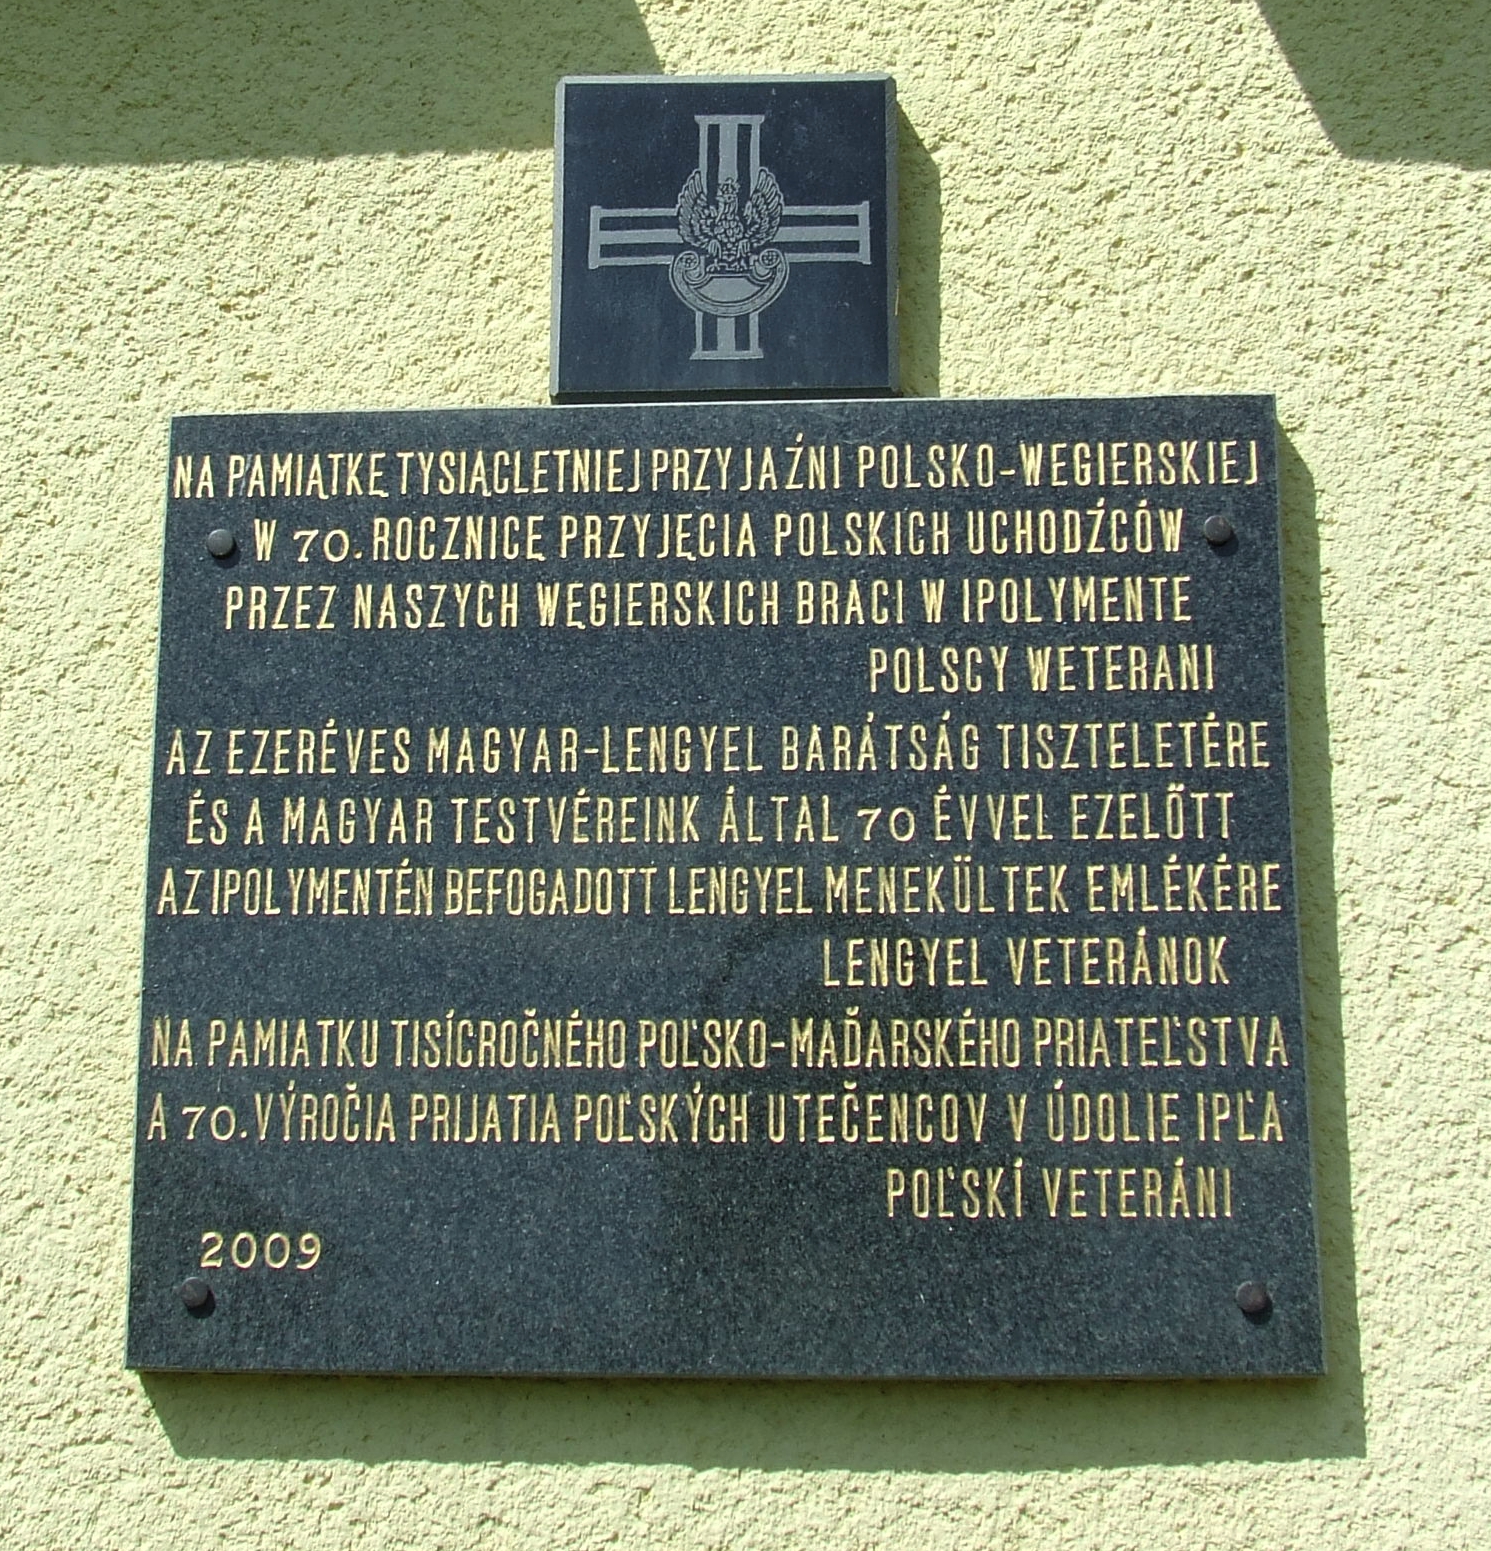 NA PAMIĄTKĘ TYSIĄCLETNIEJ PRZYJAŹNI POLSKO-WEGIERSKIEJ
W 70. ROCZNICĘ PRZYJĘCIA POLSKICH UCHODŹCÓW
PRZEZ NASZYCH WĘGIERSKICH BRACI W IPOLYMENTE
POLSCY WETERANI
AZ EZERÉVES MAGYAR-LENGYEL BARÁTSÁG TISZTELETÉRE
ÉS A MAGYAR TESTVÉREINK ÁLTAL 70 ÉVVEL EZELŐTT
AZ IPOLYMENTÉN BEFOGADOTT LENGYEL MENEKÜLTEK EMLÉKÉRE
LENGYEL VETERÁNOK
NA PAMIATKU TISÍCROČNÉHO POĽSKO-MAĎARSKÉHO PRIATEĽSTVA
A 70. VÝROČIA PRIJATIA POĽSKÝCH UTEČENCOV V ÚDOLIE IPĽA
POĽSKÍ VETERÁNI
2009